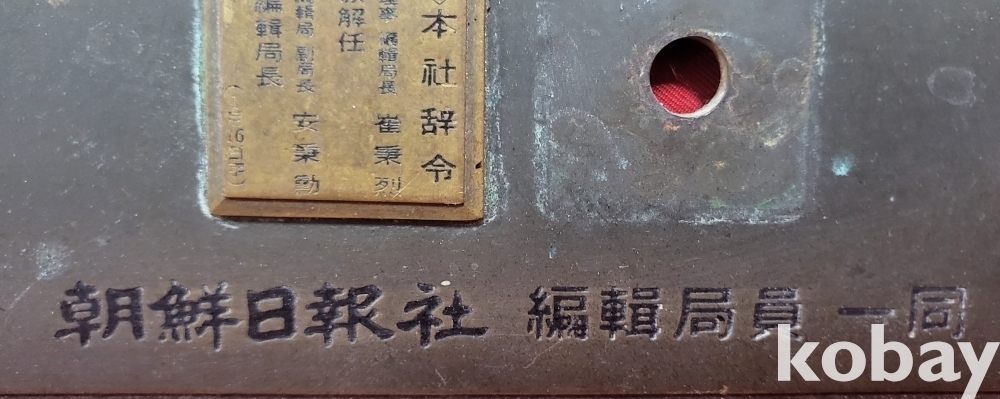 本社辞令
編輯局長 崔秉烈
解任
編輯局 副局長 安秉勳
編輯局長
朝鮮日報社 編輯局員 一同
kobay